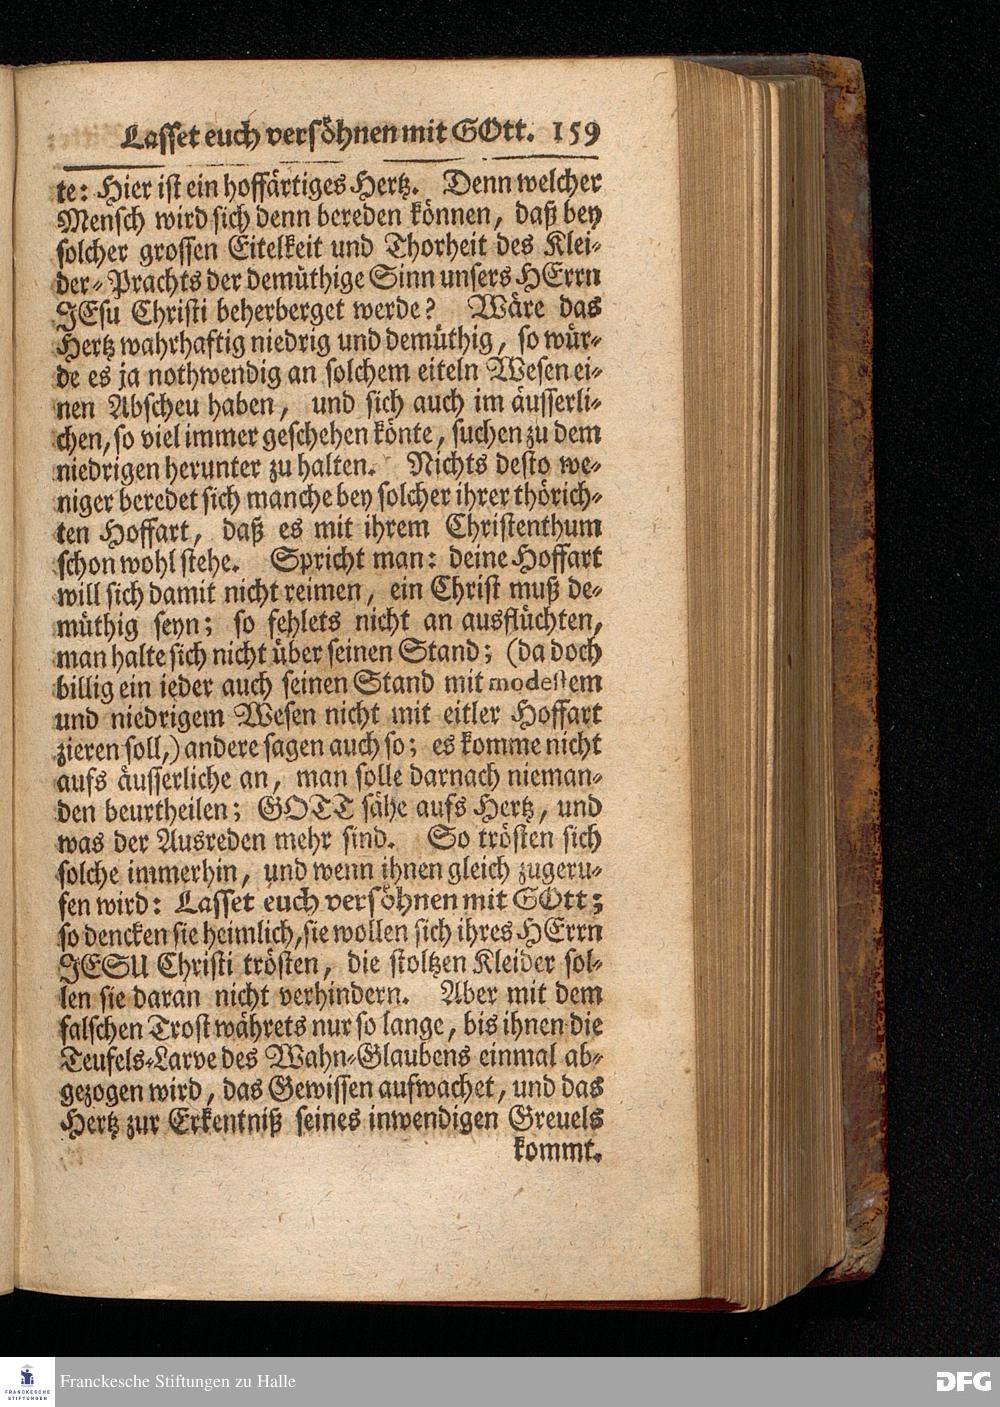 Lasset euch versöhnen mit GOtt. 159
te: Hier ist ein hoffärtiges Hertz. Denn welcher
Mensch wird sich denn bereden können, daß bey
solcher grossen Eitelkeit und Thorheit des Klei-
der-Prachts der demüthige Sinn unsers HErrn
JEsu Christi beherberget werde? Wäre das
Hertz wahrhaftig niedrig und demüthig, so wür-
de es ja nothwendig an solchem eiteln Wesen ei-
nen Abscheu haben, und sich auch im äusserli-
chen, so viel immer geschehen könte, suchen zu dem
niedrigen herunter zu halten. Nichts desto we-
niger beredet sich manche bey solcher ihrer thörich-
ten Hoffart, daß es mit ihrem Christenthum
schon wohl stehe. Spricht man: deine Hoffart
will sich damit nicht reimen, ein Christ muß de-
müthig seyn; so fehlets nicht an ausflüchten,
man halte sich nicht über seinen Stand; (da doch
billig ein ieder auch seinen Stand mit modestem
und niedrigem Wesen nicht mit eitler Hoffart
zieren soll,) andere sagen auch so; es komme nicht
aufs äusserliche an, man solle darnach nieman-
den beurtheilen; GOTT sähe aufs Hertz, und
was der Ausreden mehr sind. So trösten sich
solche immerhin, und wenn ihnen gleich zugeru-
fen wird: Lasset euch versöhnen mit GOtt;
so dencken sie heimlich, sie wollen sich ihres HErrn
JESU Christi trösten, die stoltzen Kleider sol-
len sie daran nicht verhindern. Aber mit dem
falschen Trost währets nur so lange, bis ihnen die
Teufels-Larve des Wahn-Glaubens einmal ab-
gezogen wird, das Gewissen aufwachet, und das
Hertz zur Erkentniß seines inwendigen Greuels
kommt.
FRANCKESCHE
STIFTUNGEN
Franckesche Stiftungen zu Halle
DFG